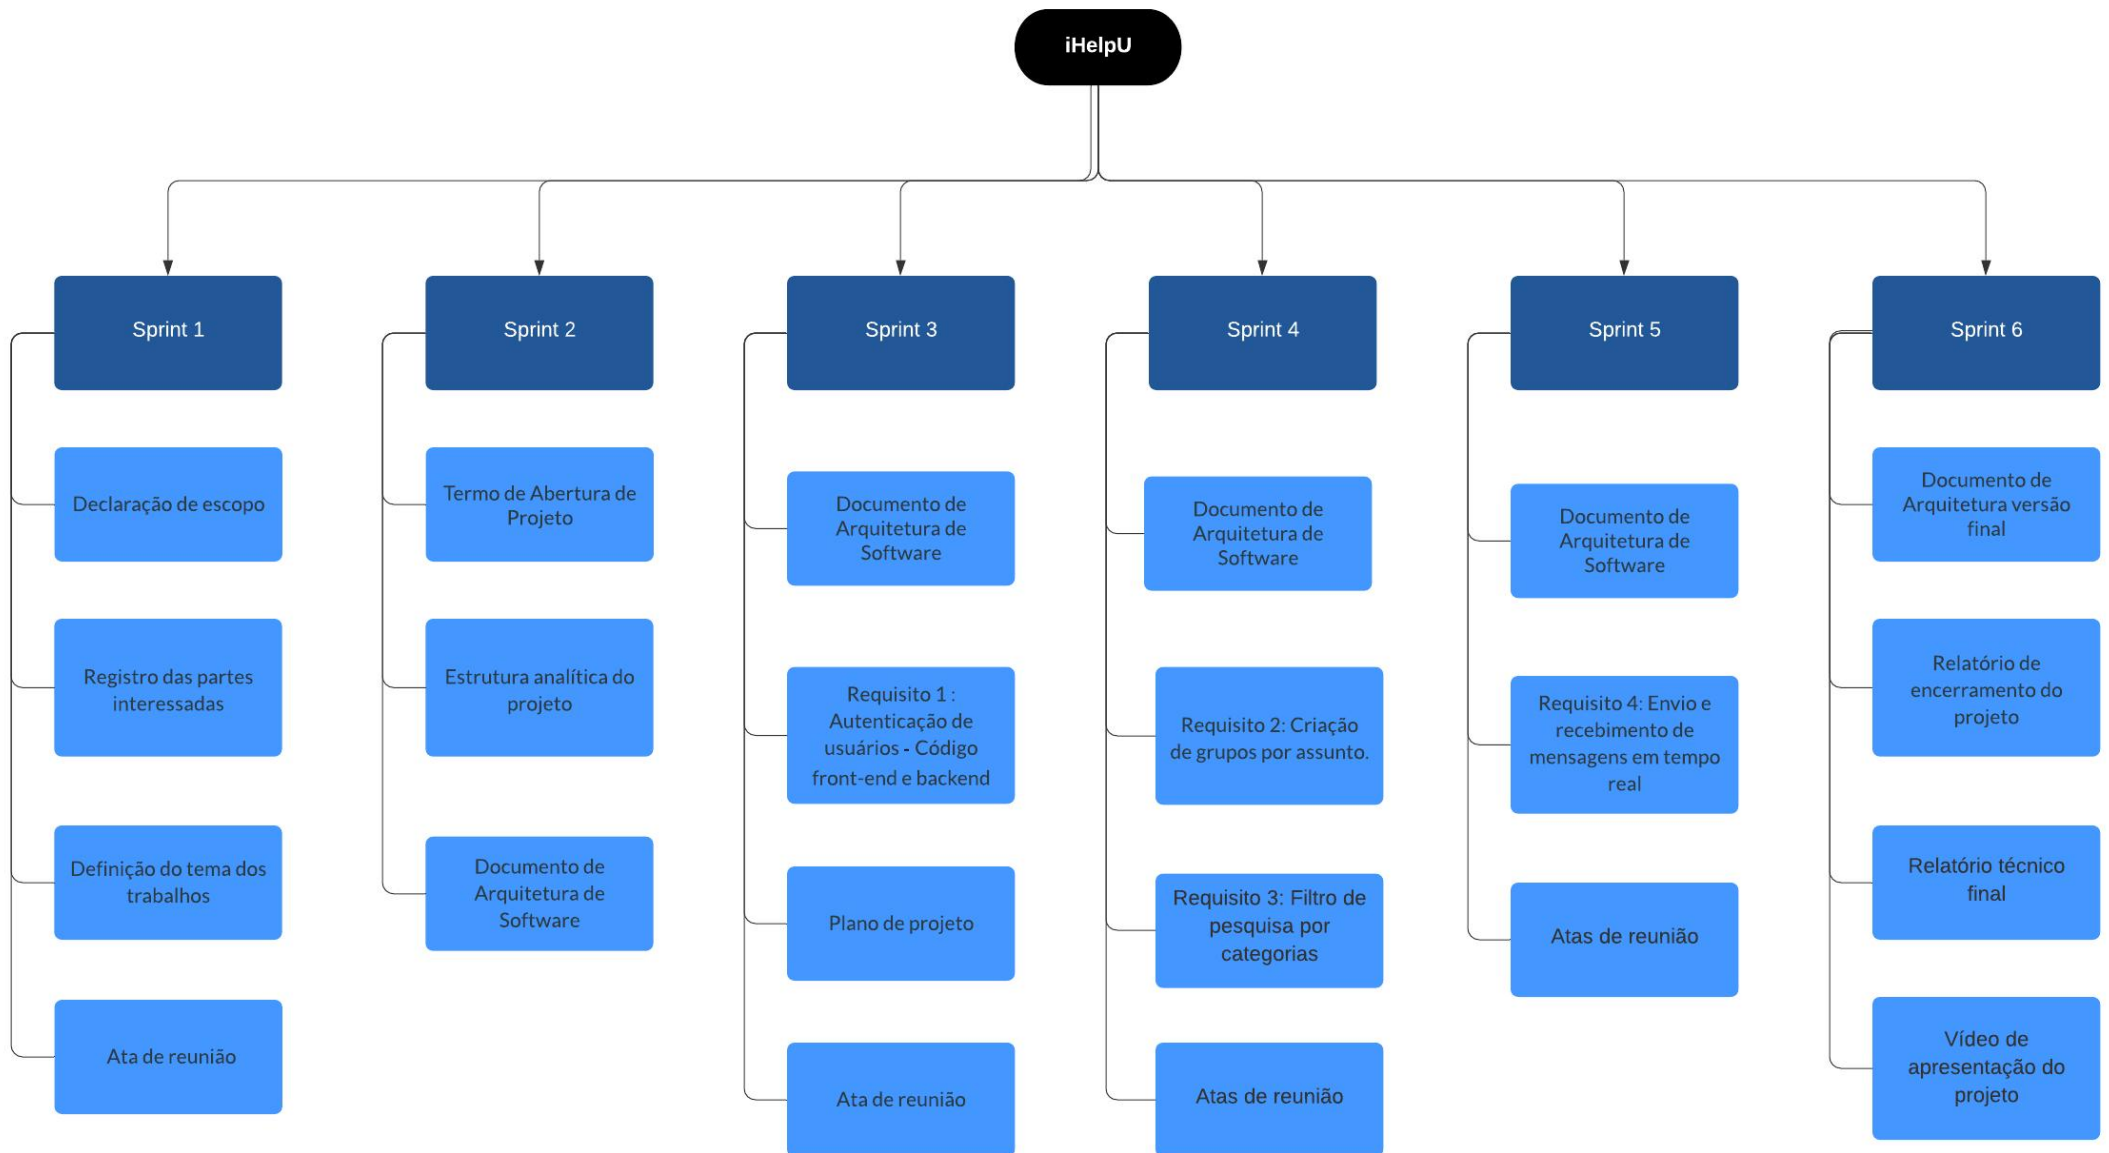 iHelpU
Sprint 1
Sprint 2
Sprint 3
Sprint 4
Sprint 5
Sprint 6
Declaração de escopo
Registro das partes
interessadas
Definição do tema dos
trabalhos
Ata de reunião
Termo de Abertura de
Projeto
Estrutura analítica do
projeto
Documento de
Arquitetura de
Software
Documento de
Arquitetura de
Software
Requisito 1 :
Autenticação de
usuários - Código
front-end e backend
Plano de projeto
Ata de reunião
Documento de
Arquitetura de
Software
Requisito 2: Criação
de grupos por assunto.
Requisito 3: Filtro de
pesquisa por
categorias
Atas de reunião
Documento de
Arquitetura de
Software
Requisito 4: Envio e
recebimento de
mensagens em tempo
real
Atas de reunião
Documento de
Arquitetura versão
final
Relatório de
encerramento do
projeto
Relatório técnico
final
Vídeo de
apresentação do
projeto